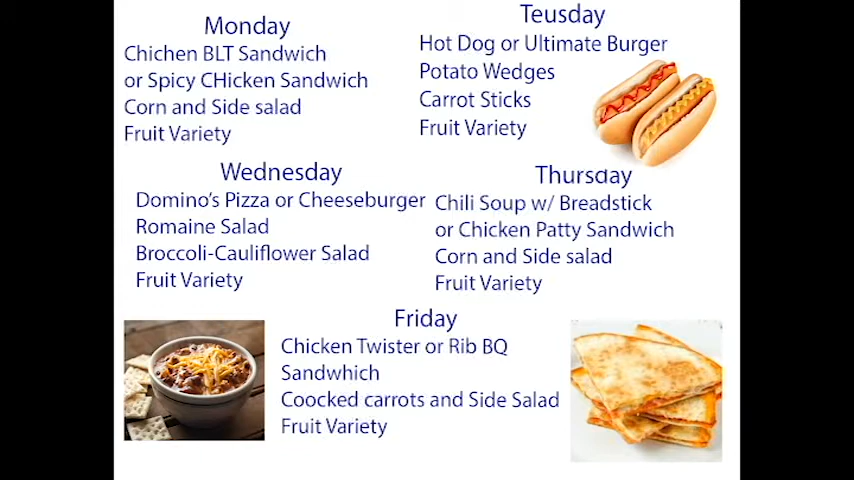 Monday
Chichen BLT Sandwich
or Spicy CHicken Sandwich
Corn and Side salad
Fruit Variety
Teusday
Hot Dog or Ultimate Burger
Potato Wedges
Carrot Sticks
Fruit Variety
Wednesday
Domino's Pizza or Cheeseburger
Romaine Salad
Broccoli-Cauliflower Salad
Fruit Variety
Thursday
Chili Soup w/ Breadstick
or Chicken Patty Sandwich
Corn and Side salad
Fruit Variety
Friday
Chicken Twister or Rib BQ
Sandwhich
Coocked carrots and Side Salad
Fruit Variety